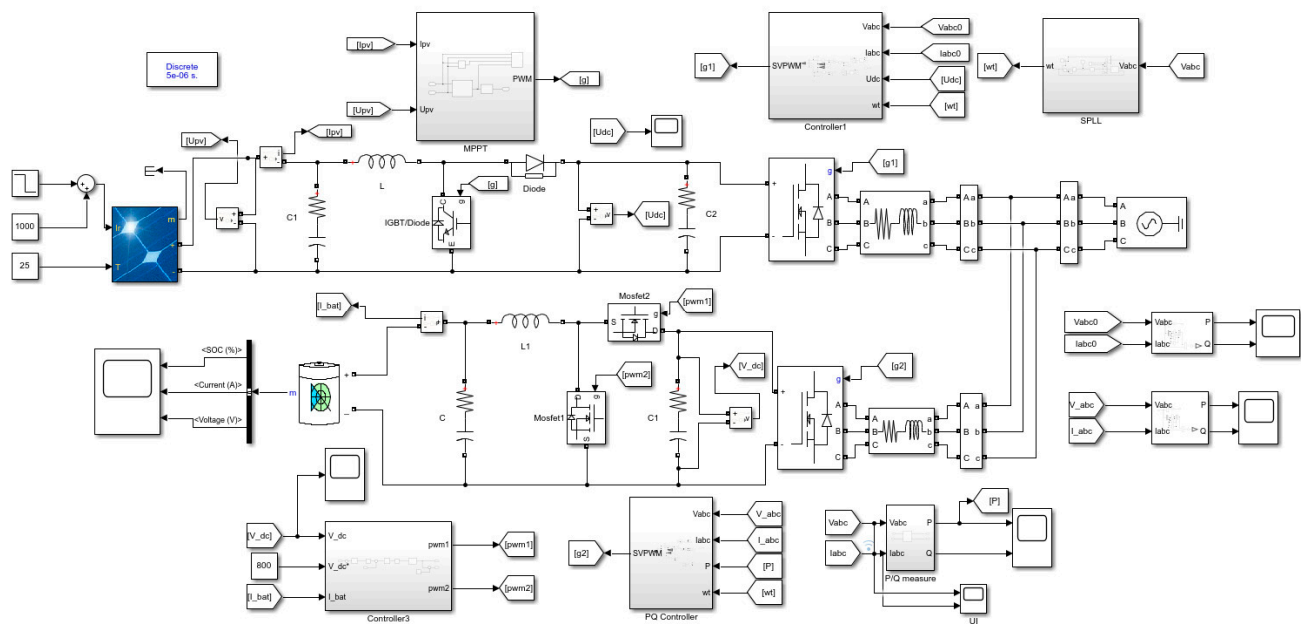 Discrete
5e-06 s.
[Ipv]
[Upv]
Ipv
Upv
PWM
MPPT
[g]
[g1]
SVPWM
Vabc
Iabc
Udc
wt
Controller1
Vabc0
Iabc0
[Udc]
[wt]
[wt]
wt
Vabc
SPLL
Vabc
[Upv]
[Ipv]
[Udc]
1000
25
Ir
T
m
+
-
v
+
-
+
i
-
C1
L
[g]
g
C
E
IGBT/Diode
Diode
+
-
v
[Udc]
C2
+
-
g
A
B
C
[g1]
A
B
C
a
b
c
A a
B b
C c
A a
B b
C c
A
B
C
[I_bat]
i
+
-
L1
Mosfet2
g
S
D
[pwm1]
[pwm2]
g
D
S
Mosfet1
C
C1
+
-
v
[V_dc]
+
-
g
A
B
C
[g2]
A
B
C
a
b
c
A a
B b
C c
<SOC (%)>
<Current (A)>
<Voltage (V)>
m
+
–
Vabc0
Iabc0
Vabc
Iabc
P
Q
V_abc
I_abc
Vabc
Iabc
P
Q
[V_dc]
800
[I_bat]
V_dc
V_dc*
I_bat
pwm1
pwm2
Controller3
[pwm1]
[pwm2]
[g2]
SVPWM
Vabc
Iabc
P
wt
PQ Controller
V_abc
I_abc
[P]
[wt]
Vabc
Iabc
Vabc
Iabc
P
Q
P/Q measure
[P]
UI